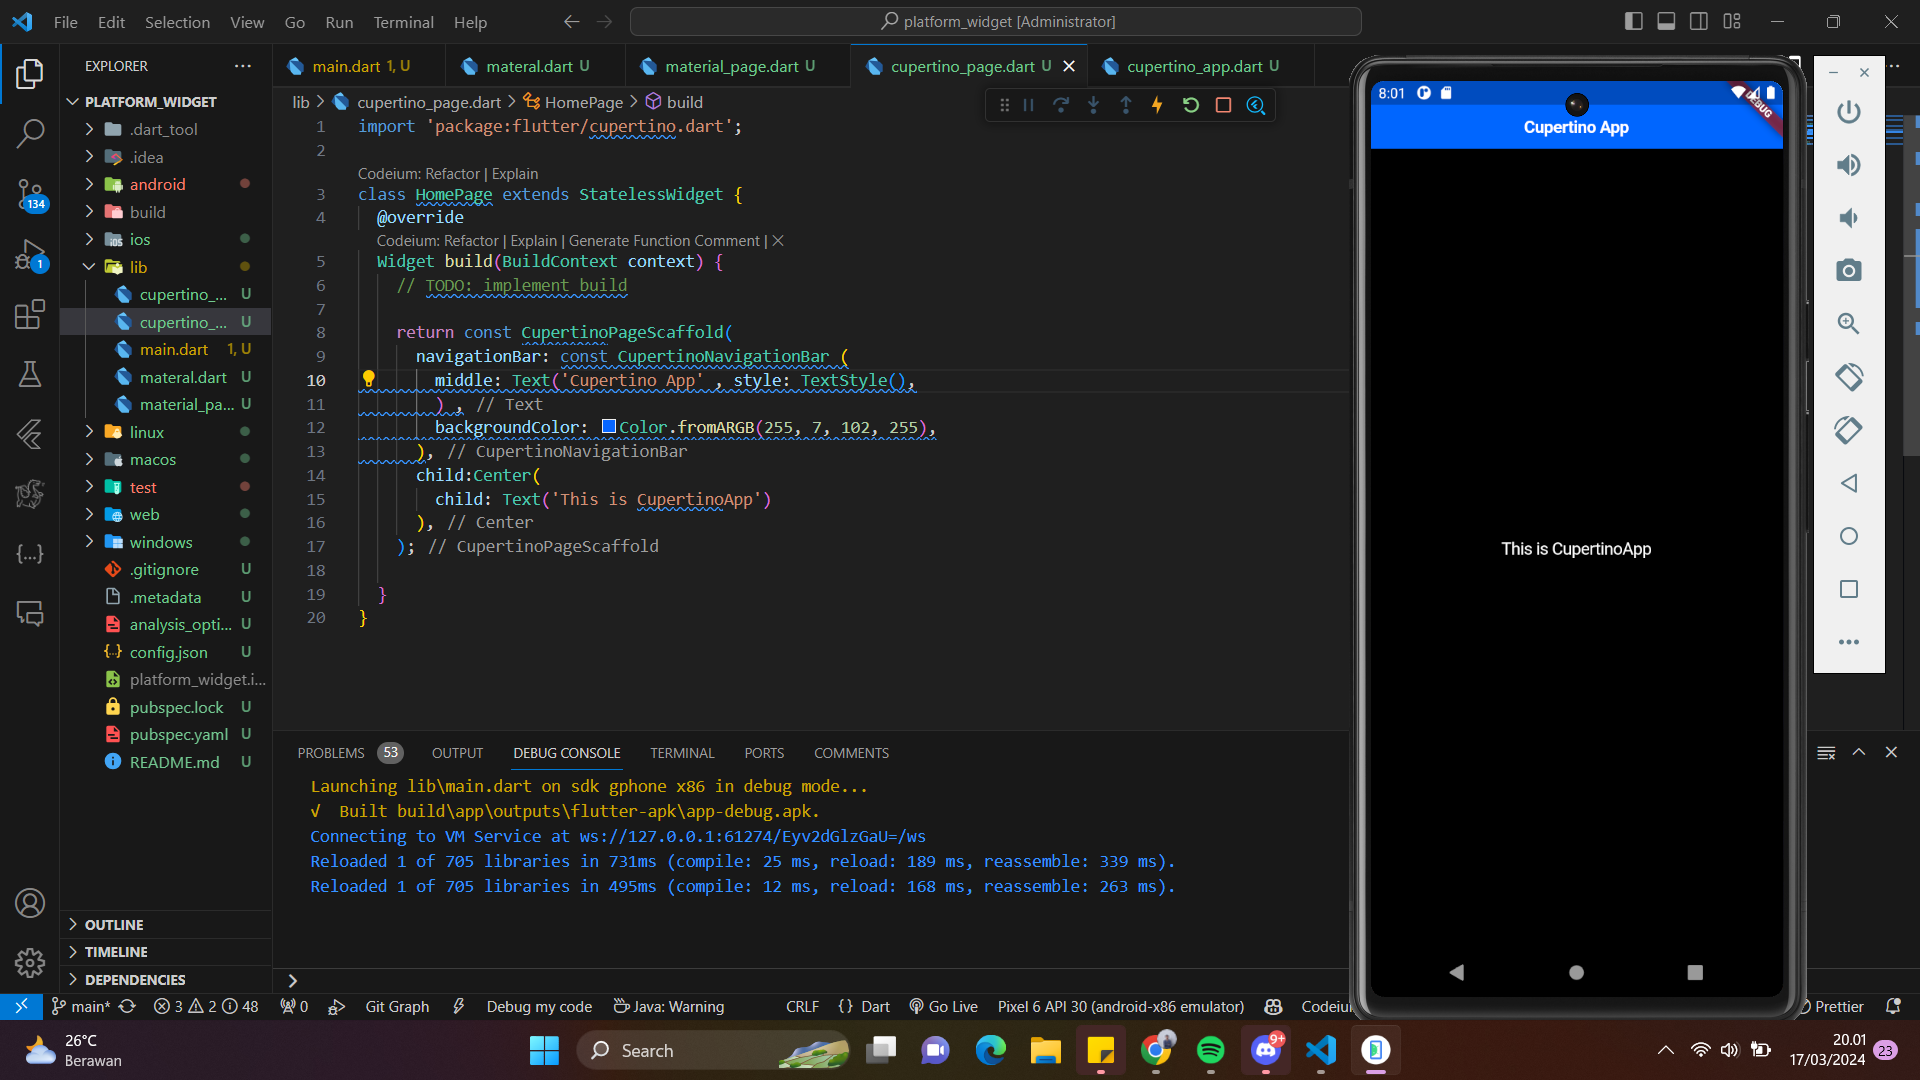 File Edit Selection View Go Run Terminal Help
platform_widget [Administrator]
EXPLORER
main.dart 1, U
materal.dart U
material_page.dart U
cupertino_page.dart U
cupertino_app.dart U
PLATFORM_WIDGET
.dart_tool
.idea
android
build
ios
lib
cupertino_... U
cupertino_... U
main.dart 1, U
materal.dart U
material_pa... U
linux
macos
test
web
windows
.gitignore U
.metadata U
analysis_opti... U
config.json U
platform_widget.i...
pubspec.lock U
pubspec.yaml U
README.md U
OUTLINE
TIMELINE
DEPENDENCIES
134
1
lib > cupertino_page.dart > HomePage > build
1 import 'package:flutter/cupertino.dart';
2
Codeium: Refactor | Explain
3 class HomePage extends StatelessWidget {
4 @override
Codeium: Refactor | Explain | Generate Function Comment | ×
5 Widget build(BuildContext context) {
6 // TODO: implement build
7
8 return const CupertinoPageScaffold(
9 navigationBar: const CupertinoNavigationBar (
10 middle: Text('Cupertino App' , style: TextStyle(),
11 ) , // Text
12 backgroundColor: Color.fromARGB(255, 7, 102, 255),
13 ), // CupertinoNavigationBar
14 child:Center(
15 child: Text('This is CupertinoApp')
16 ), // Center
17 ); // CupertinoPageScaffold
18
19 }
20 }
PROBLEMS 53 OUTPUT DEBUG CONSOLE TERMINAL PORTS COMMENTS
Launching lib\main.dart on sdk gphone x86 in debug mode...
√ Built build\app\outputs\flutter-apk\app-debug.apk.
Connecting to VM Service at ws://127.0.0.1:61274/Eyv2dGlzGaU=/ws
Reloaded 1 of 705 libraries in 731ms (compile: 25 ms, reload: 189 ms, reassemble: 339 ms).
Reloaded 1 of 705 libraries in 495ms (compile: 12 ms, reload: 168 ms, reassemble: 263 ms).
8:01
DEBUG
Cupertino App
This is CupertinoApp
main* 3 2 48 0 Git Graph Debug my code Java: Warning CRLF {} Dart Go Live Pixel 6 API 30 (android-x86 emulator) Codeiu Prettier
26°C
Berawan
Search
9+
20.01
17/03/2024
23